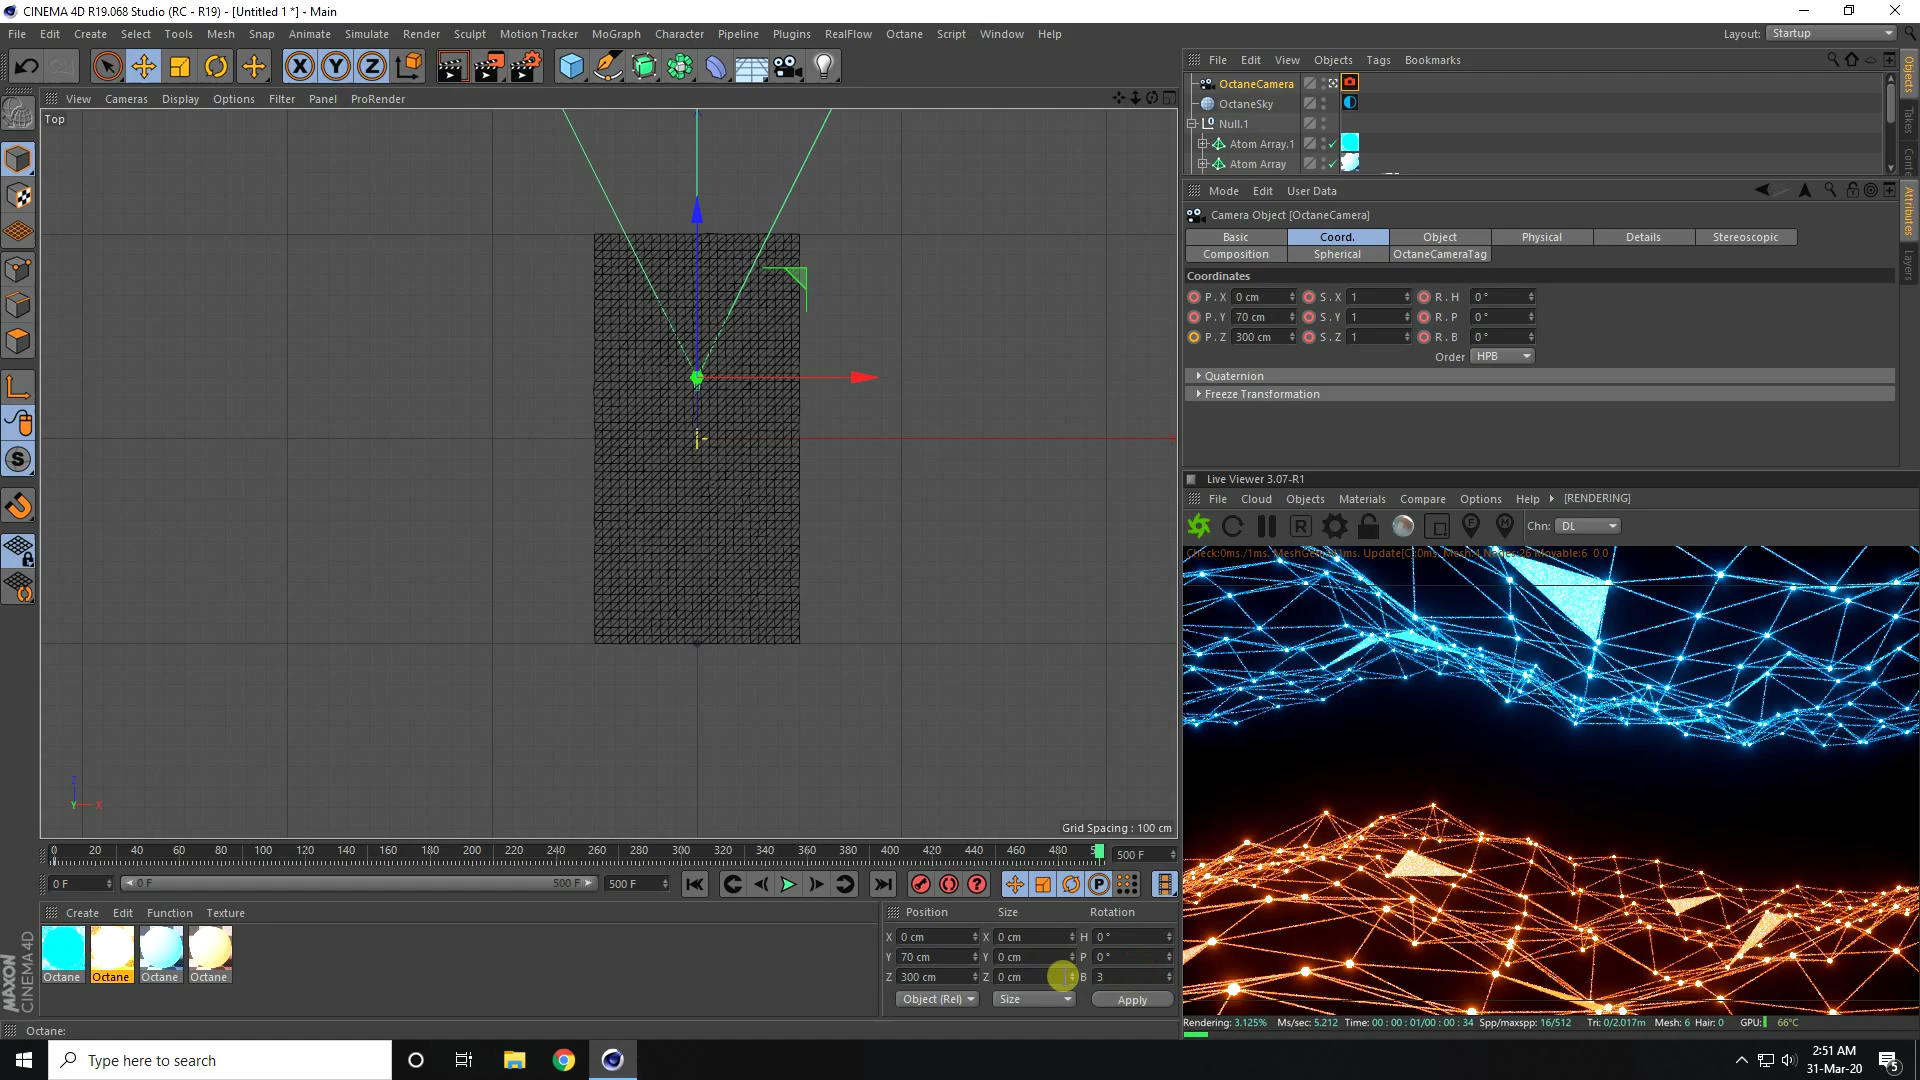 CINEMA 4D R19.068 Studio (RC - R19) - [Untitled 1 *] - Main
File Edit Create Select Tools Mesh Snap Animate Simulate Render Sculpt Motion Tracker MoGraph Character Pipeline Plugins RealFlow Octane Script Window Help
Layout: Startup
File Edit View Objects Tags Bookmarks
View Cameras Display Options Filter Panel ProRender
Top
OctaneCamera
OctaneSky
Null.1
Atom Array.1
Atom Array
Objects
Takes
Attributes
Layers
Mode Edit User Data
Camera Object [OctaneCamera]
Basic Coord. Object Physical Details Stereoscopic
Composition Spherical OctaneCameraTag
Coordinates
P . X 0 cm S . X 1 R . H 0 °
P . Y 70 cm S . Y 1 R . P 0 °
P . Z 300 cm S . Z 1 R . B 0 °
Order HPB
Quaternion
Freeze Transformation
Live Viewer 3.07-R1
File Cloud Objects Materials Compare Options Help [RENDERING]
Chn: DL
Z
Y X
Grid Spacing : 100 cm
0 20 40 60 80 100 120 140 160 180 200 220 240 260 280 300 320 340 360 380 400 420 440 460 480
500 F
0 F 0 F 500 F 500 F
Create Edit Function Texture
Octane Octane Octane Octane
Position Size Rotation
X 0 cm X 0 cm H 0 °
Y 70 cm Y 0 cm P 0 °
Z 300 cm Z 0 cm B 3
Object (Rel) Size Apply
Rendering: 3.125% Ms/sec: 5.212 Time: 00 : 00 : 01/00 : 00 : 34 Spp/maxspp: 16/512 Tri: 0/2.017m Mesh: 6 Hair: 0 GPU: 66°C
MAXON
CINEMA 4D
Octane:
Type here to search
2:51 AM
31-Mar-20
5